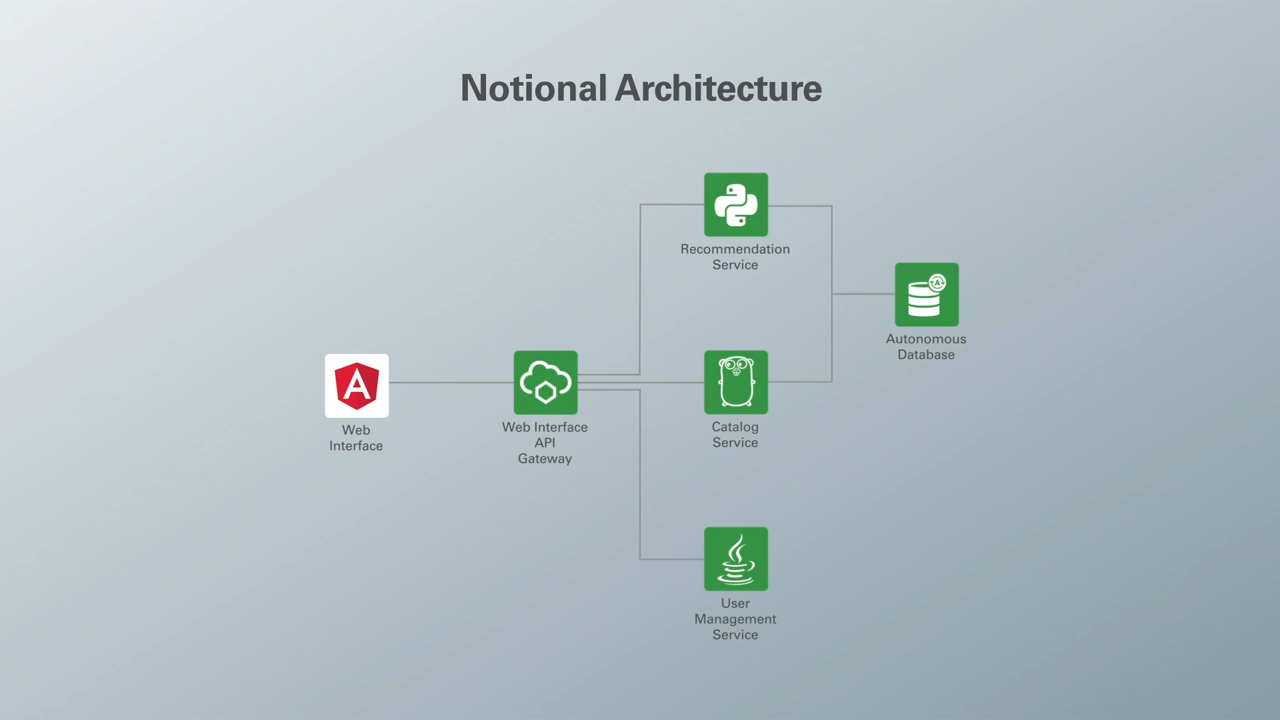 Notional Architecture
Recommendation
Service
Autonomous
Database
Web
Interface
Web Interface
API
Gateway
Catalog
Service
User
Management
Service